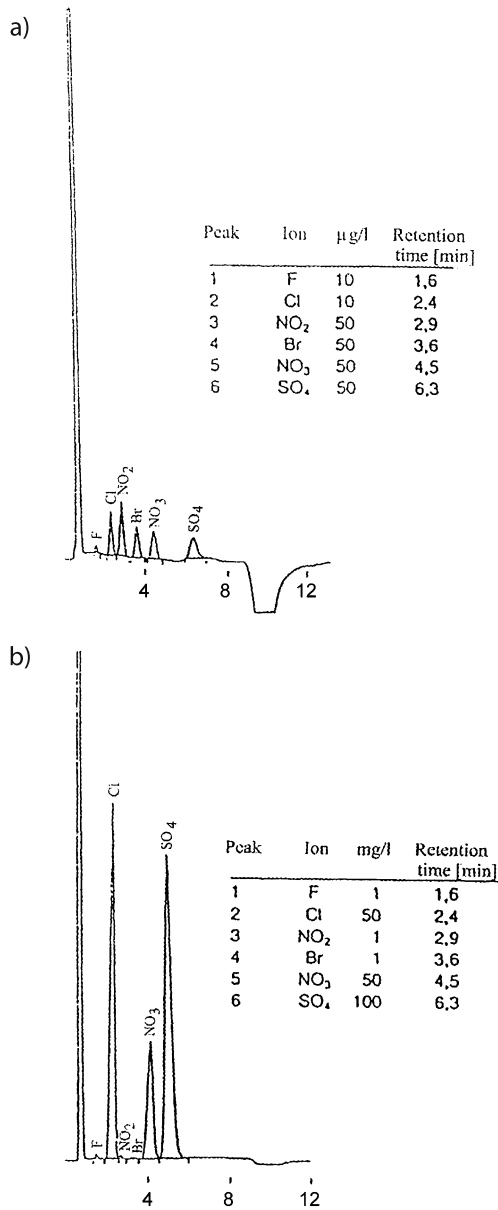 a)
Peak Ion µg/l Retention
time [min]
1 F 10 1,6
2 Cl 10 2,4
3 NO₂ 50 2,9
4 Br 50 3,6
5 NO₃ 50 4,5
6 SO₄ 50 6,3
F
Cl
NO₂
Br
NO₃
SO₄
4 8 12
b)
Peak Ion mg/l Retention
time [min]
1 F 1 1,6
2 Cl 50 2,4
3 NO₂ 1 2,9
4 Br 1 3,6
5 NO₃ 50 4,5
6 SO₄ 100 6,3
F
Cl
NO₂
Br
NO₃
SO₄
4 8 12